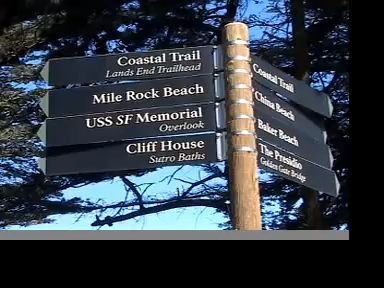 Coastal Trail
Lands End Trailhead
Mile Rock Beach
USS SF Memorial
Overlook
Cliff House
Sutro Baths
Coastal Trail
China Beach
Baker Beach
The Presidio
Golden Gate Bridge